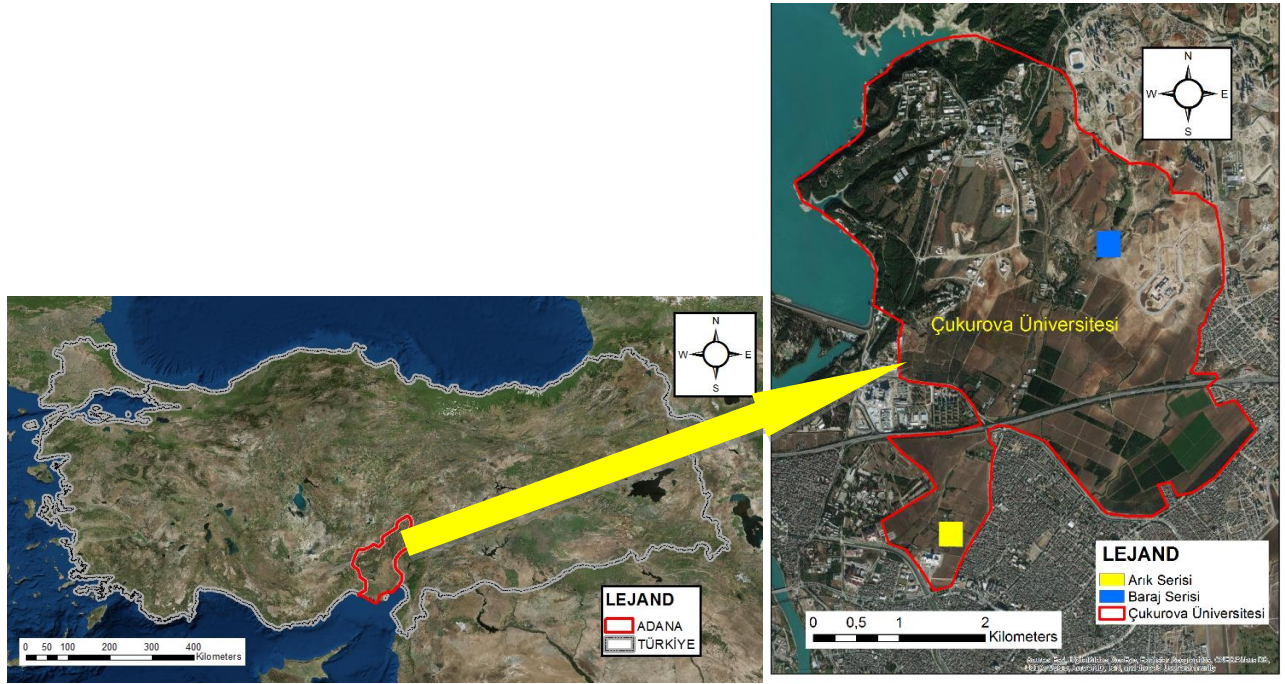 N
W E
S
LEJAND
ADANA
TÜRKİYE
0 50 100 200 300 400
Kilometers
N
W E
S
Çukurova Üniversitesi
LEJAND
Arık Serisi
Baraj Serisi
Çukurova Üniversitesi
0 0,5 1 2
Kilometers